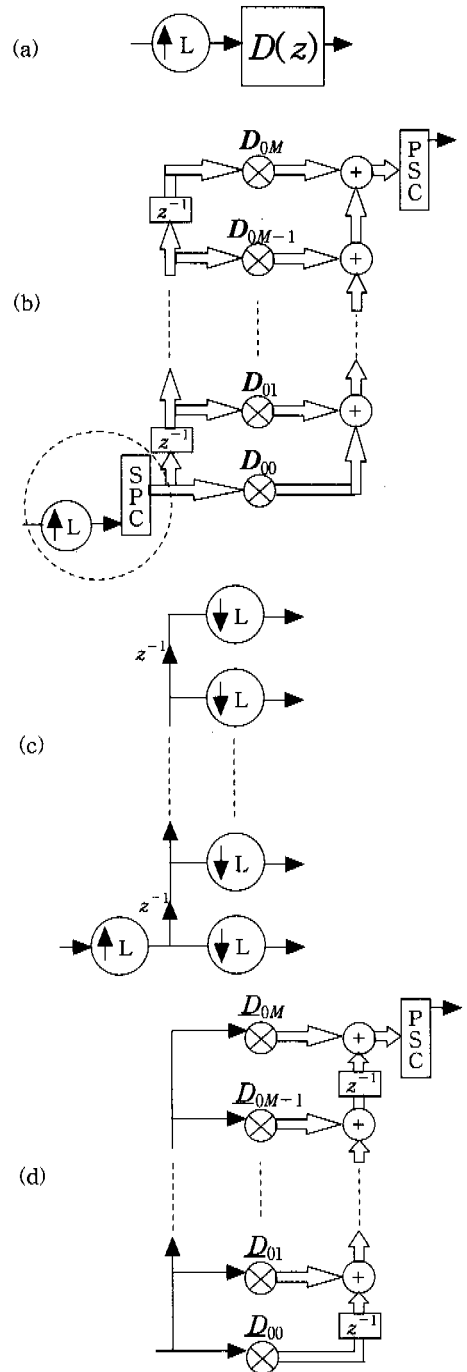 (a)
↑ L
D(z)
D0M
P
S
C
z⁻¹
D0M−1
(b)
D01
z⁻¹
D00
S
P
C
↑ L
↓ L
z⁻¹
↓ L
(c)
↓ L
z⁻¹
↑ L
↓ L
D0M
P
S
C
z⁻¹
D0M−1
(d)
D01
D00
z⁻¹